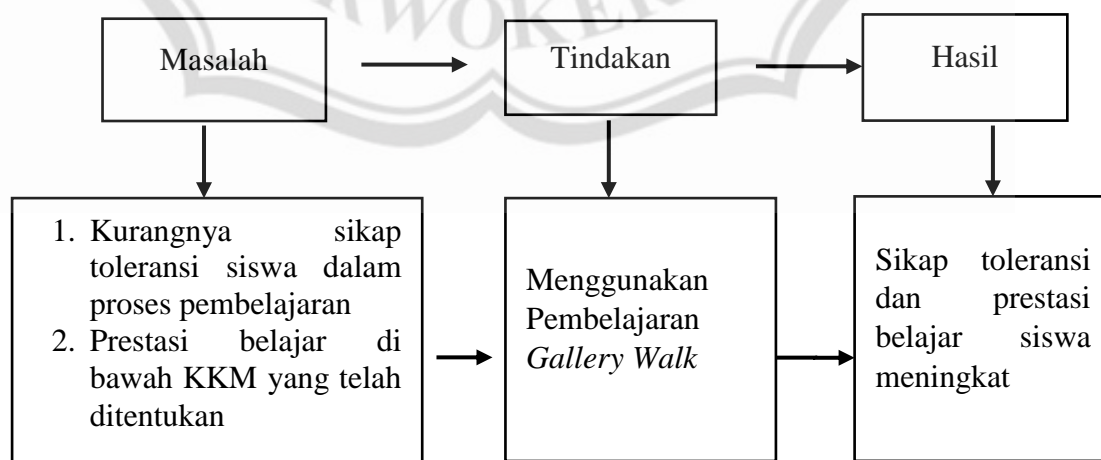 Masalah
Tindakan
Hasil
1. Kurangnya sikap
toleransi siswa dalam
proses pembelajaran
2. Prestasi belajar di
bawah KKM yang telah
ditentukan
Menggunakan
Pembelajaran
Gallery Walk
Sikap toleransi
dan prestasi
belajar siswa
meningkat